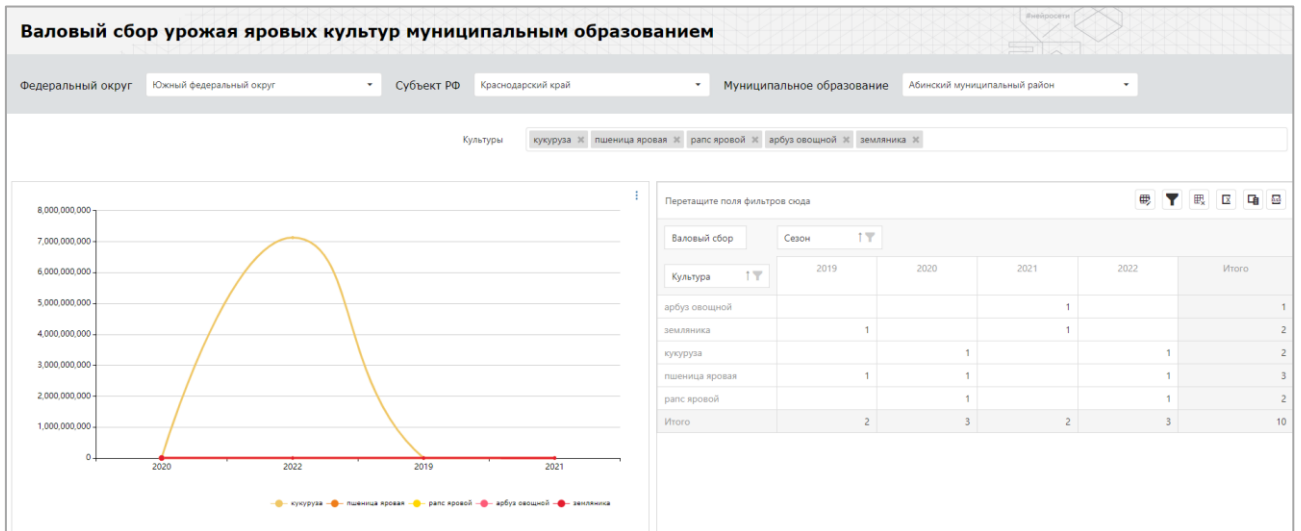 #нейросети
Валовый сбор урожая яровых культур муниципальным образованием
Федеральный округ Южный федеральный округ Субъект РФ Краснодарский край Муниципальное образование Абинский муниципальный район
Культуры кукуруза пшеница яровая рапс яровой арбуз овощной земляника
8,000,000,000
7,000,000,000
6,000,000,000
5,000,000,000
4,000,000,000
3,000,000,000
2,000,000,000
1,000,000,000
0
2020 2022 2019 2021
кукуруза пшеница яровая рапс яровой арбуз овощной земляника
Перетащите поля фильтров сюда
Валовый сбор Сезон
Культура 2019 2020 2021 2022 Итого
арбуз овощной 1 1
земляника 1 1 2
кукуруза 1 1 2
пшеница яровая 1 1 1 3
рапс яровой 1 1 2
Итого 2 3 2 3 10